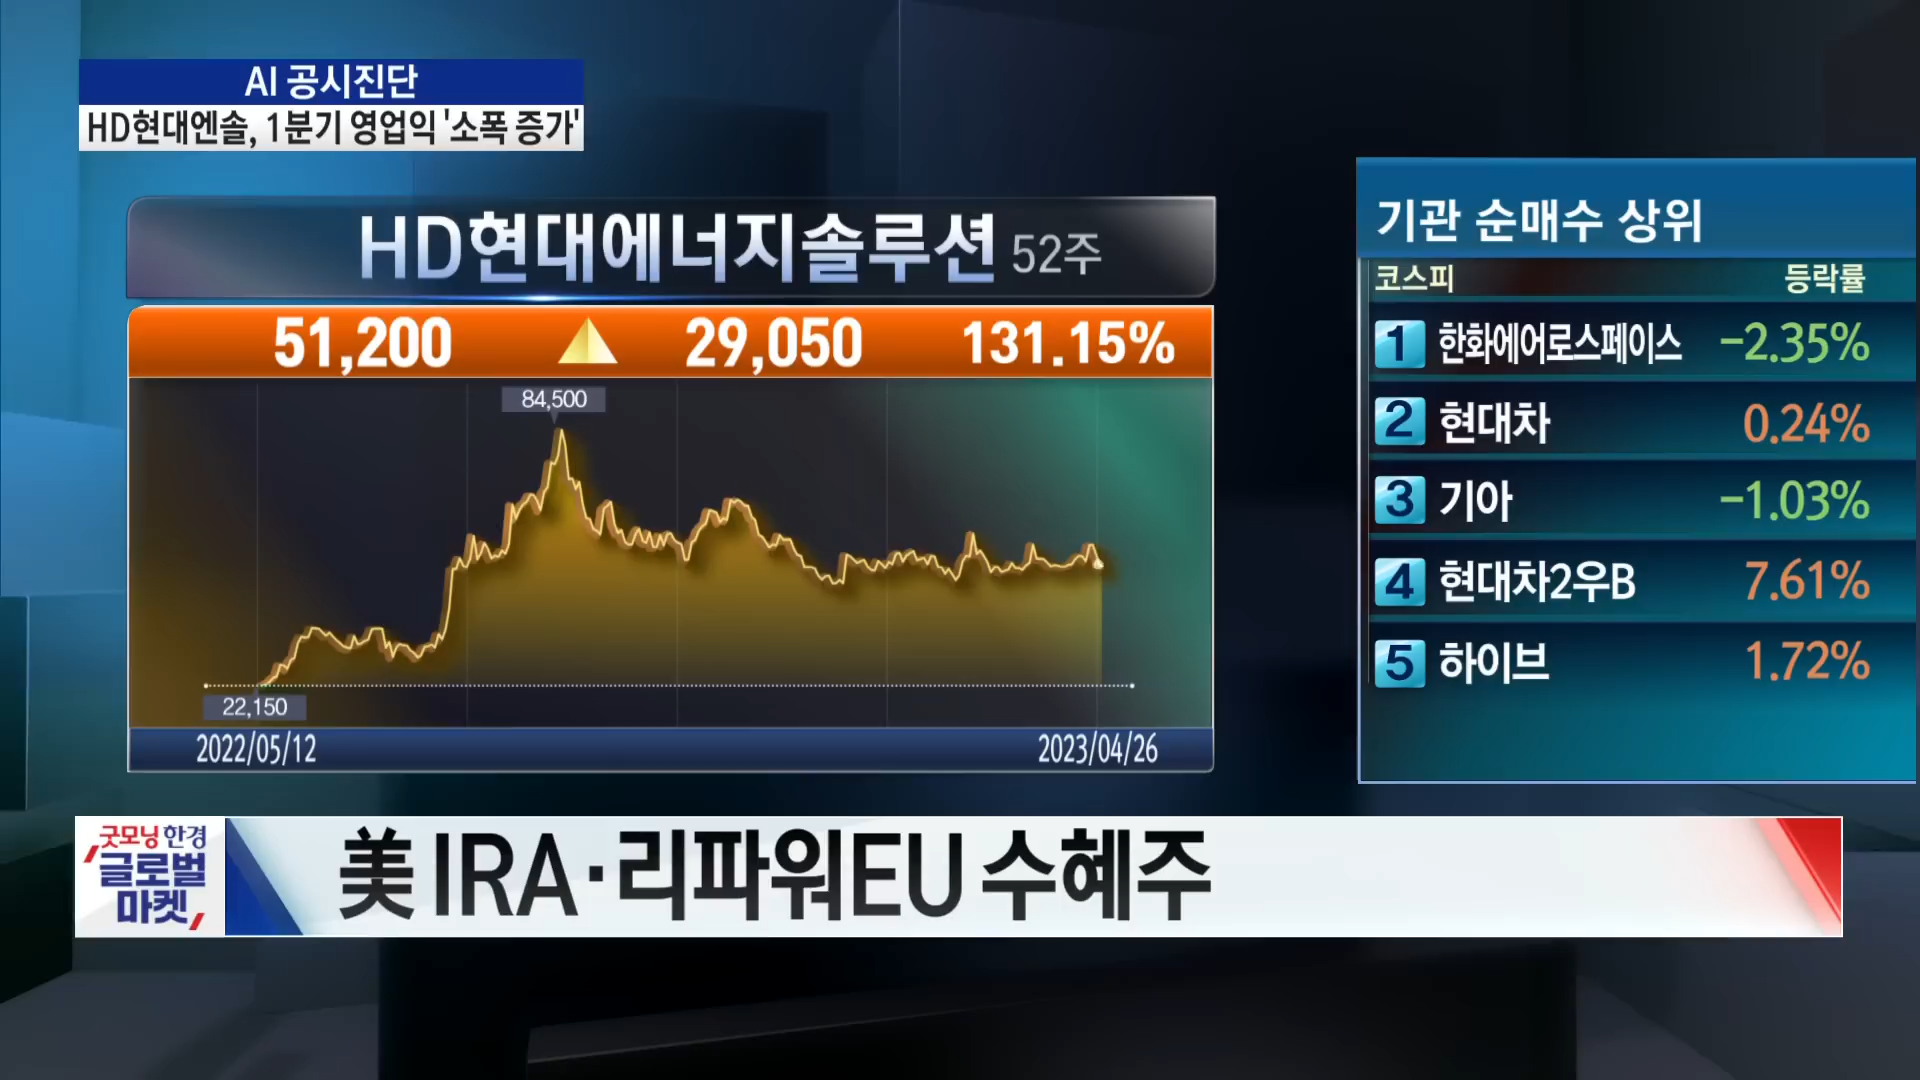 AI 공시진단
HD현대엔솔, 1분기 영업익 '소폭 증가'
HD현대에너지솔루션 52주
51,200 ▲ 29,050 131.15%
84,500
22,150
2022/05/12 2023/04/26
기관 순매수 상위
코스피 등락률
1 한화에어로스페이스 -2.35%
2 현대차 0.24%
3 기아 -1.03%
4 현대차2우B 7.61%
5 하이브 1.72%
굿모닝 한경
글로벌
마켓
美 IRA·리파워EU 수혜주